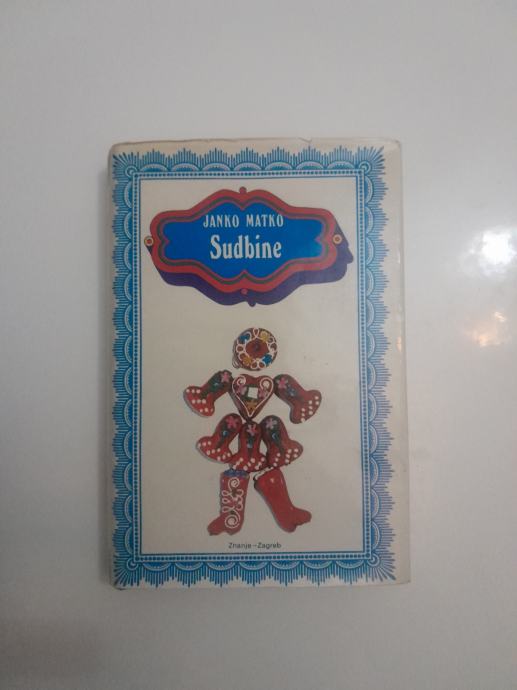 JANKO MATKO
Sudbine
Znanje – Zagreb